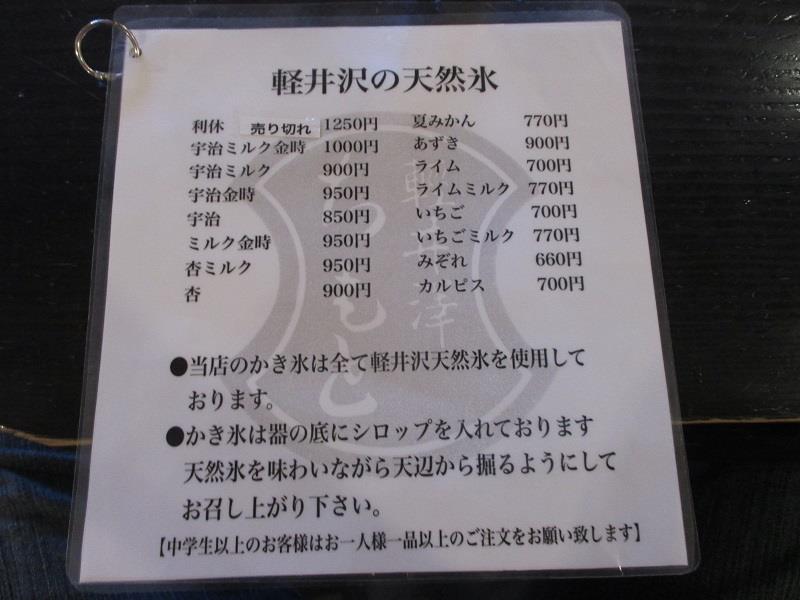 軽井沢の天然氷
利休 売り切れ 1250円
宇治ミルク金時 1000円
宇治ミルク 900円
宇治金時 950円
宇治 850円
ミルク金時 950円
杏ミルク 950円
杏 900円
夏みかん 770円
あずき 900円
ライム 700円
ライムミルク 770円
いちご 700円
いちごミルク 770円
みぞれ 660円
カルピス 700円
●当店のかき氷は全て軽井沢天然氷を使用して
おります。
●かき氷は器の底にシロップを入れております
天然氷を味わいながら天辺から掘るようにして
お召し上がり下さい。
【中学生以上のお客様はお一人様一品以上のご注文をお願い致します】